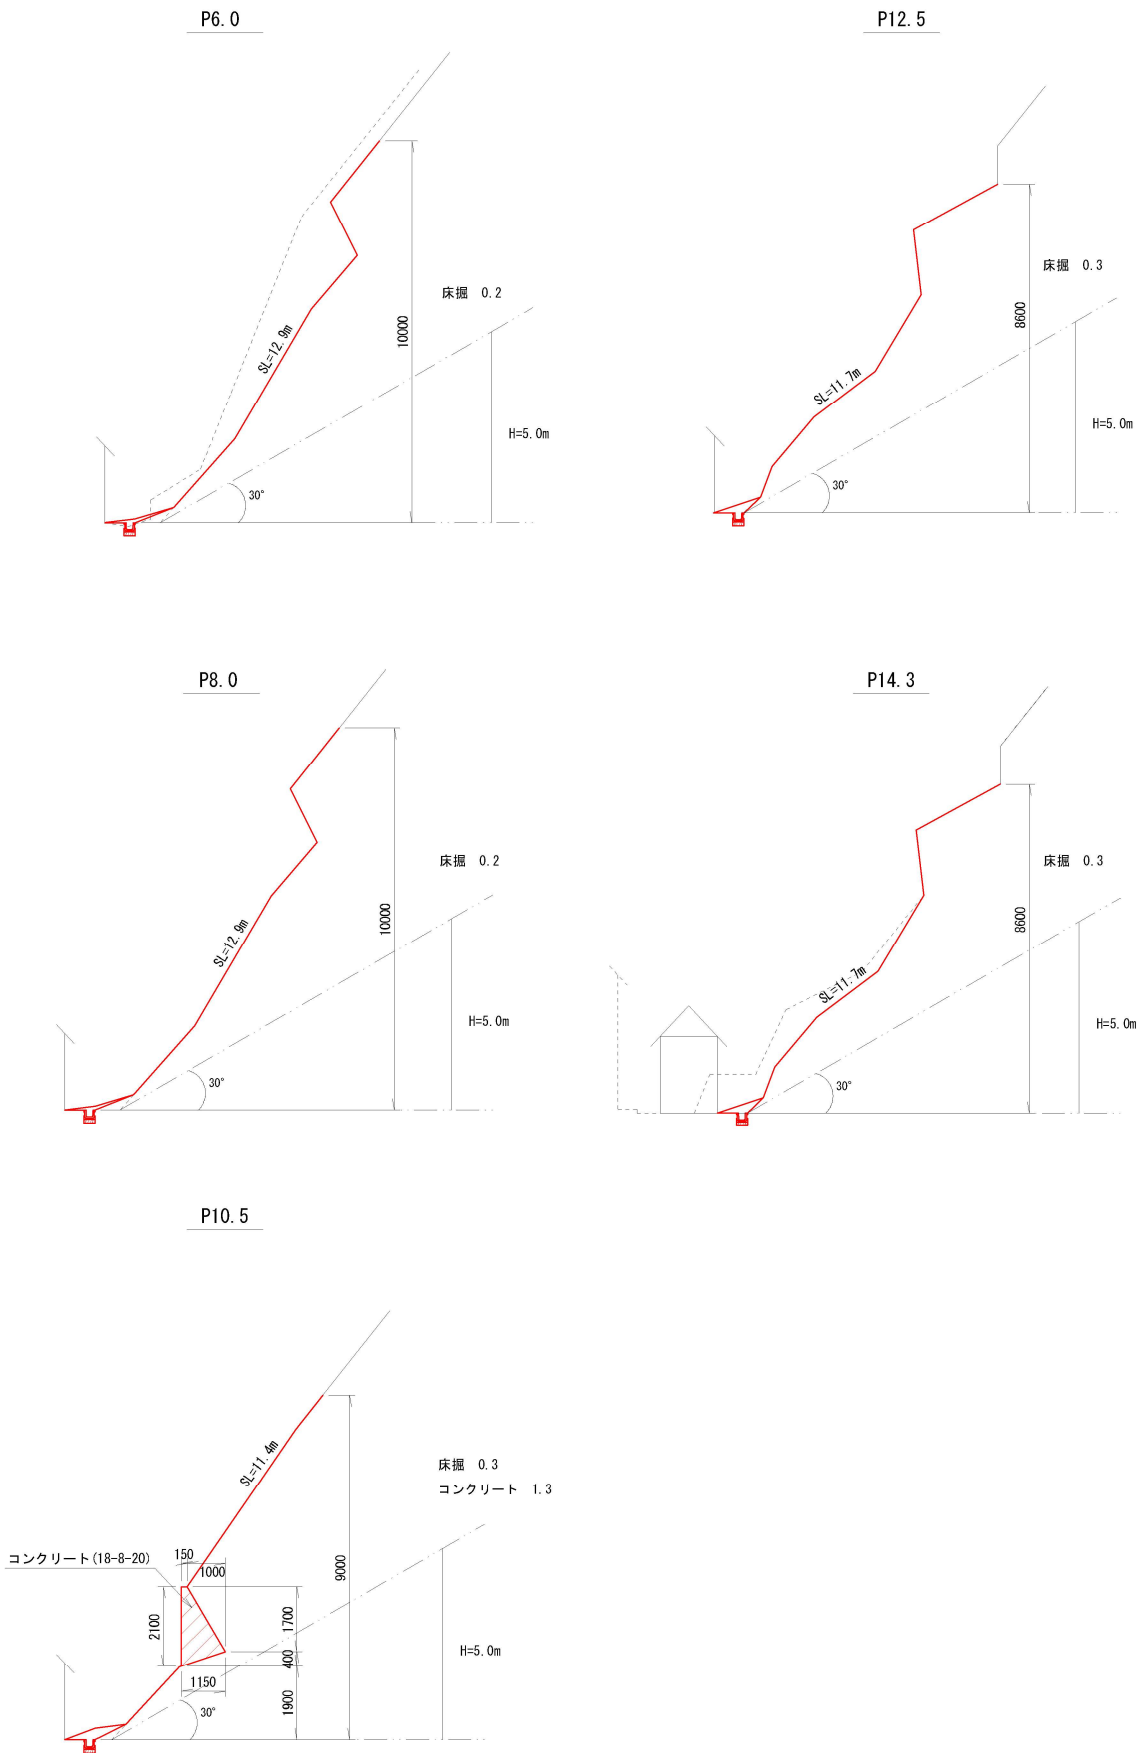 P6.0
SL=12.9m
10000
床掘　0.2
H=5.0m
30°
P12.5
SL=11.7m
8600
床掘　0.3
H=5.0m
30°
P8.0
SL=12.9m
10000
床掘　0.2
H=5.0m
30°
P14.3
SL=11.7m
8600
床掘　0.3
H=5.0m
30°
P10.5
SL=11.4m
9000
床掘　0.3
コンクリート　1.3
コンクリート(18-8-20)
150
1000
2100
1700
400
1150
1900
H=5.0m
30°